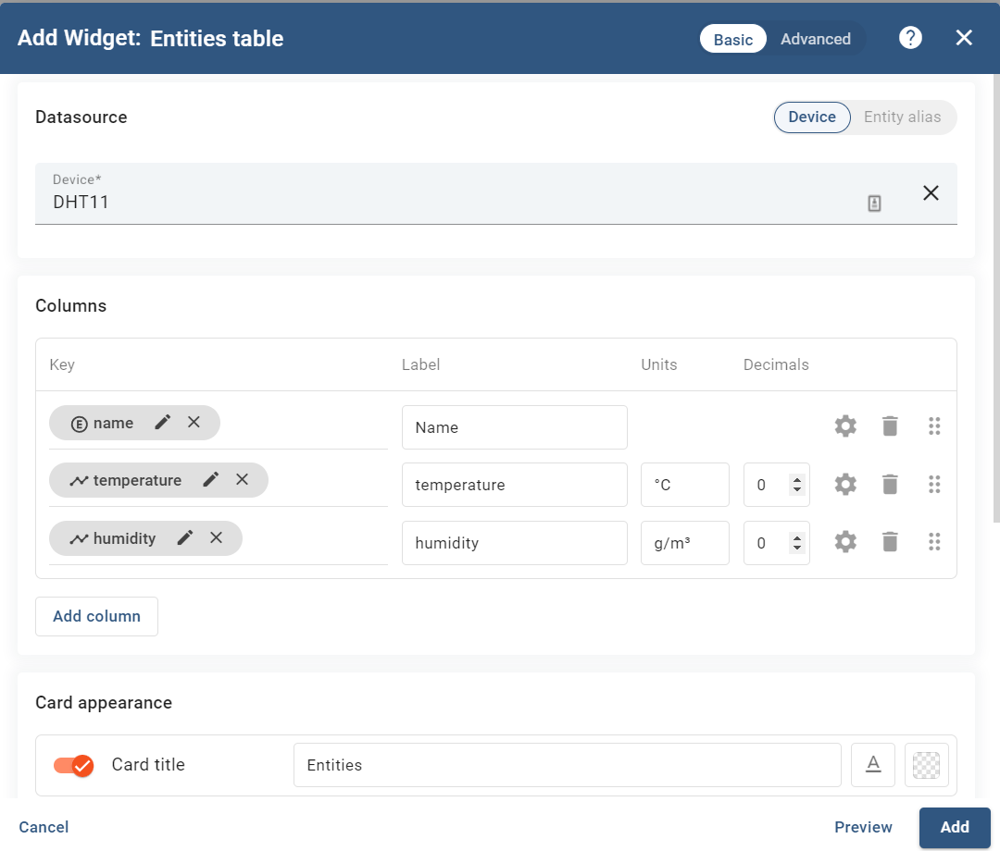 Add Widget: Entities table Basic Advanced ?
Datasource Device Entity alias
Device*
DHT11
Columns
Key Label Units Decimals
E name Name
temperature temperature °C 0
humidity humidity g/m³ 0
Add column
Card appearance
Card title Entities A
Cancel Preview Add